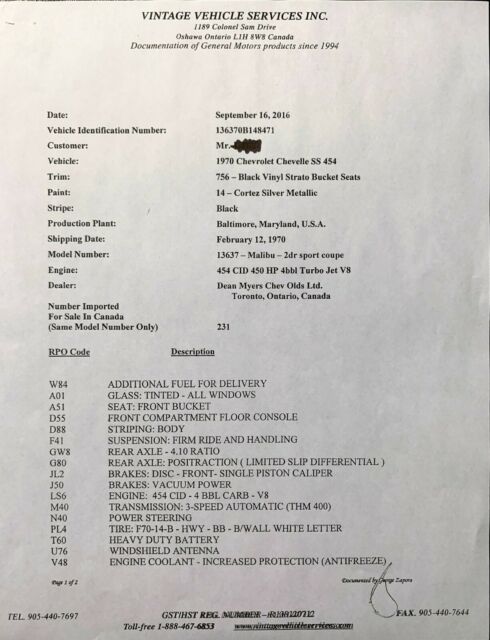 VINTAGE VEHICLE SERVICES INC.
1189 Colonel Sam Drive
Oshawa Ontario L1H 8W8 Canada
Documentation of General Motors products since 1994
Date: September 16, 2016
Vehicle Identification Number: 136370B148471
Customer: Mr.
Vehicle: 1970 Chevrolet Chevelle SS 454
Trim: 756 – Black Vinyl Strato Bucket Seats
Paint: 14 – Cortez Silver Metallic
Stripe: Black
Production Plant: Baltimore, Maryland, U.S.A.
Shipping Date: February 12, 1970
Model Number: 13637 – Malibu – 2dr sport coupe
Engine: 454 CID 450 HP 4bbl Turbo Jet V8
Dealer: Dean Myers Chev Olds Ltd.
Toronto, Ontario, Canada
Number Imported
For Sale In Canada
(Same Model Number Only) 231
RPO Code Description
W84 ADDITIONAL FUEL FOR DELIVERY
A01 GLASS: TINTED - ALL WINDOWS
A51 SEAT: FRONT BUCKET
D55 FRONT COMPARTMENT FLOOR CONSOLE
D88 STRIPING: BODY
F41 SUSPENSION: FIRM RIDE AND HANDLING
GW8 REAR AXLE - 4.10 RATIO
G80 REAR AXLE: POSITRACTION ( LIMITED SLIP DIFFERENTIAL )
JL2 BRAKES: DISC - FRONT- SINGLE PISTON CALIPER
J50 BRAKES: VACUUM POWER
LS6 ENGINE: 454 CID - 4 BBL CARB - V8
M40 TRANSMISSION: 3-SPEED AUTOMATIC (THM 400)
N40 POWER STEERING
PL4 TIRE: F70-14-B - HWY - BB - B/WALL WHITE LETTER
T60 HEAVY DUTY BATTERY
U76 WINDSHIELD ANTENNA
V48 ENGINE COOLANT - INCREASED PROTECTION (ANTIFREEZE)
Page 1 of 2 Documented by George Zapora
TEL. 905-440-7697 GST/HST REG. NUMBER – FAX. 905-440-7644
Toll-free 1-888-467-6853 www.vintagevehicleservices.com